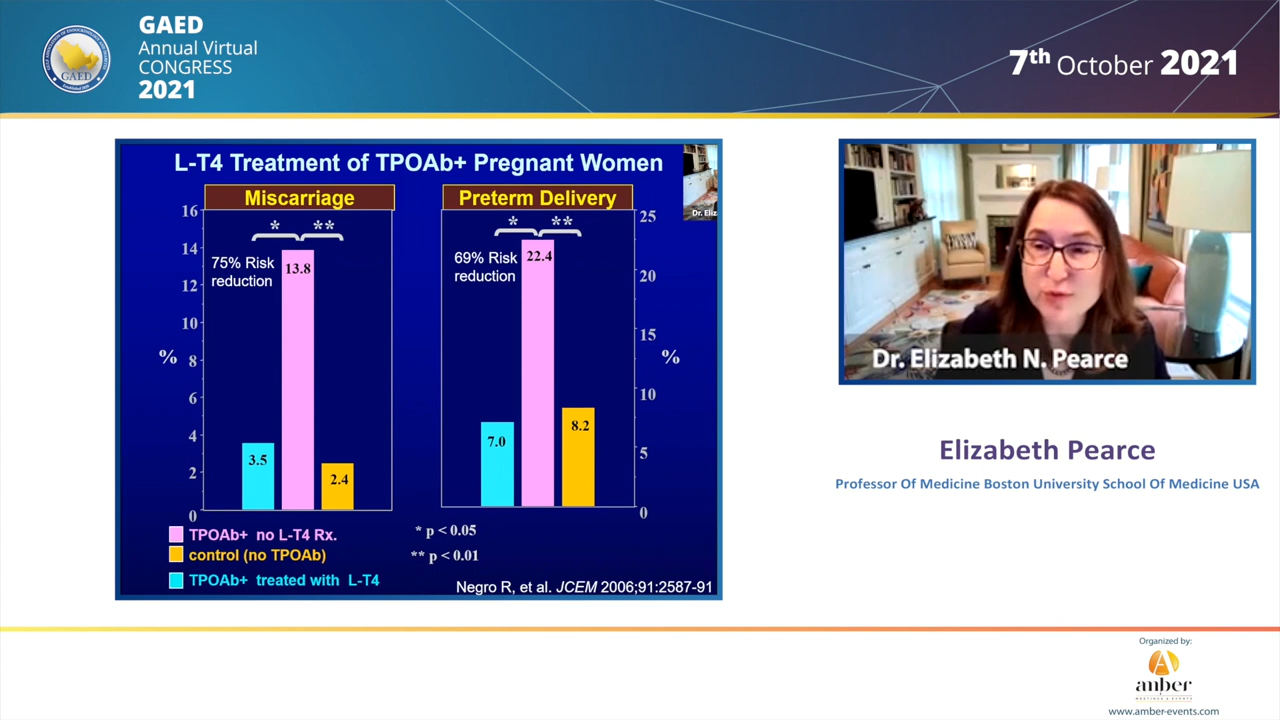 GAED
Annual Virtual
CONGRESS
2021
GAED
7th October 2021
L-T4 Treatment of TPOAb+ Pregnant Women
Miscarriage
Preterm Delivery
Dr. Eliz
16
14
12
10
8
6
4
2
0
%
* **
75% Risk
reduction
13.8
3.5
2.4
* **
69% Risk
reduction
22.4
7.0
8.2
25
20
15
10
5
0
%
TPOAb+ no L-T4 Rx.
control (no TPOAb)
TPOAb+ treated with L-T4
* p < 0.05
** p < 0.01
Negro R, et al. JCEM 2006;91:2587-91
Dr. Elizabeth N. Pearce
Elizabeth Pearce
Professor Of Medicine Boston University School Of Medicine USA
Organized by:
anber
MEETINGS & EVENTS
www.amber-events.com